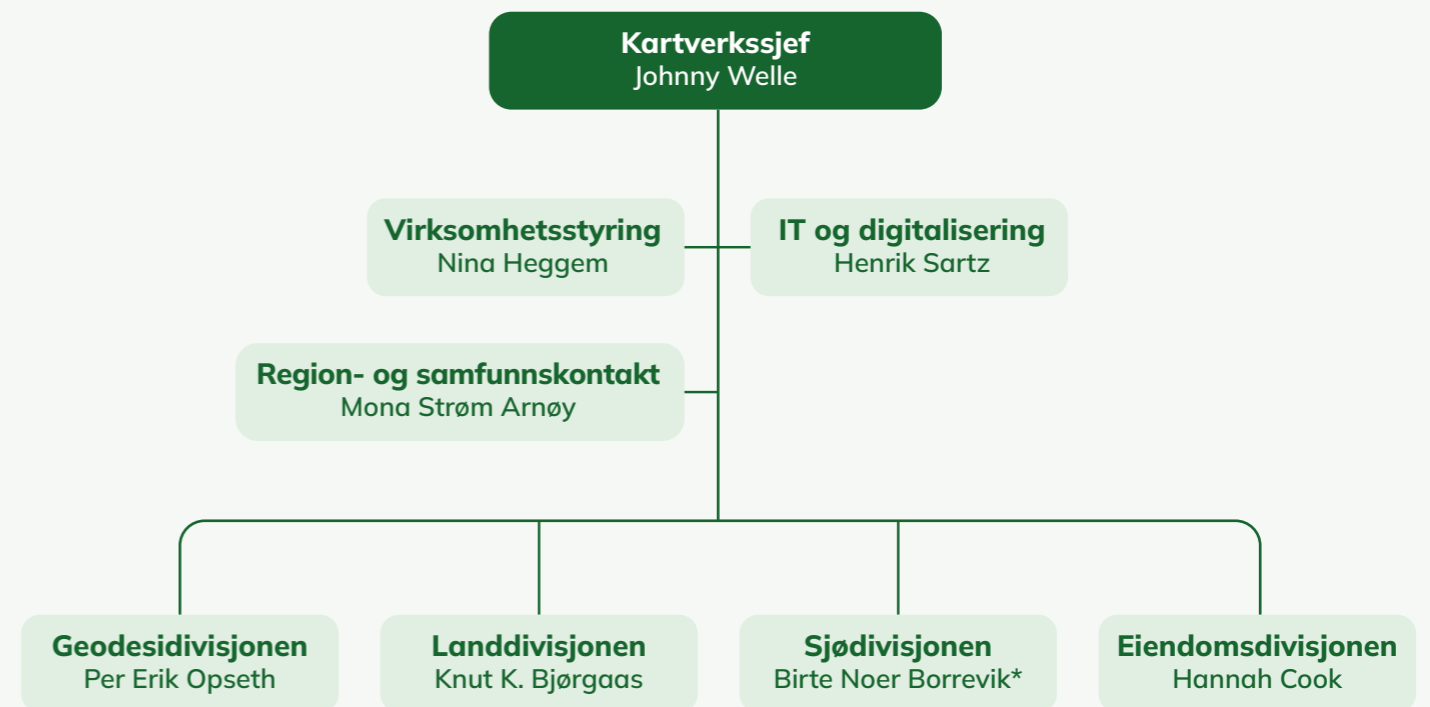 Kartverkssjef
Johnny Welle
Virksomhetsstyring
Nina Heggem
IT og digitalisering
Henrik Sartz
Region- og samfunnskontakt
Mona Strøm Arnøy
Geodesidivisjonen
Per Erik Opseth
Landdivisjonen
Knut K. Bjørgaas
Sjødivisjonen
Birte Noer Borrevik*
Eiendomsdivisjonen
Hannah Cook